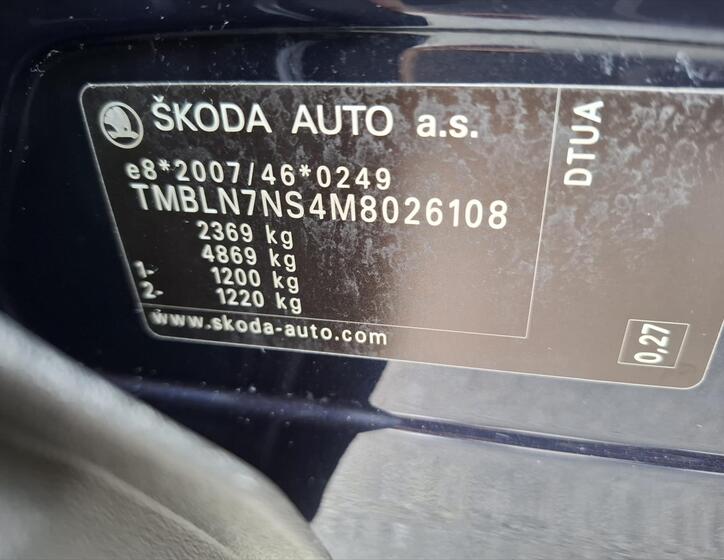 ŠKODA AUTO a.s.
e8*2007/46*0249
TMBLN7NS4M8026108
2369 kg
4869 kg
1- 1200 kg
2- 1220 kg
www.skoda-auto.com
DTUA
0,27